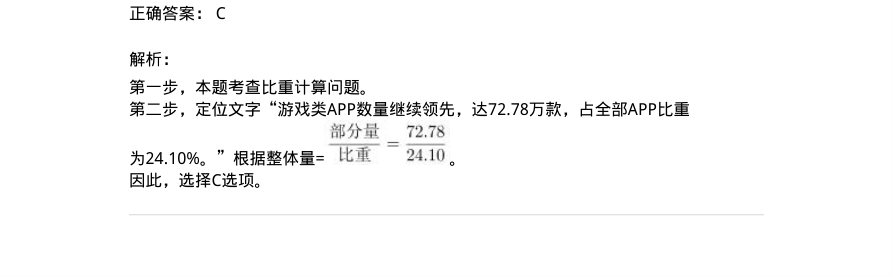 正确答案： C
解析：
第一步，本题考查比重计算问题。
第二步，定位文字“游戏类APP数量继续领先，达72.78万款，占全部APP比重
为24.10%。”根据整体量= 部分量/比重 = 72.78/24.10 。
因此，选择C选项。